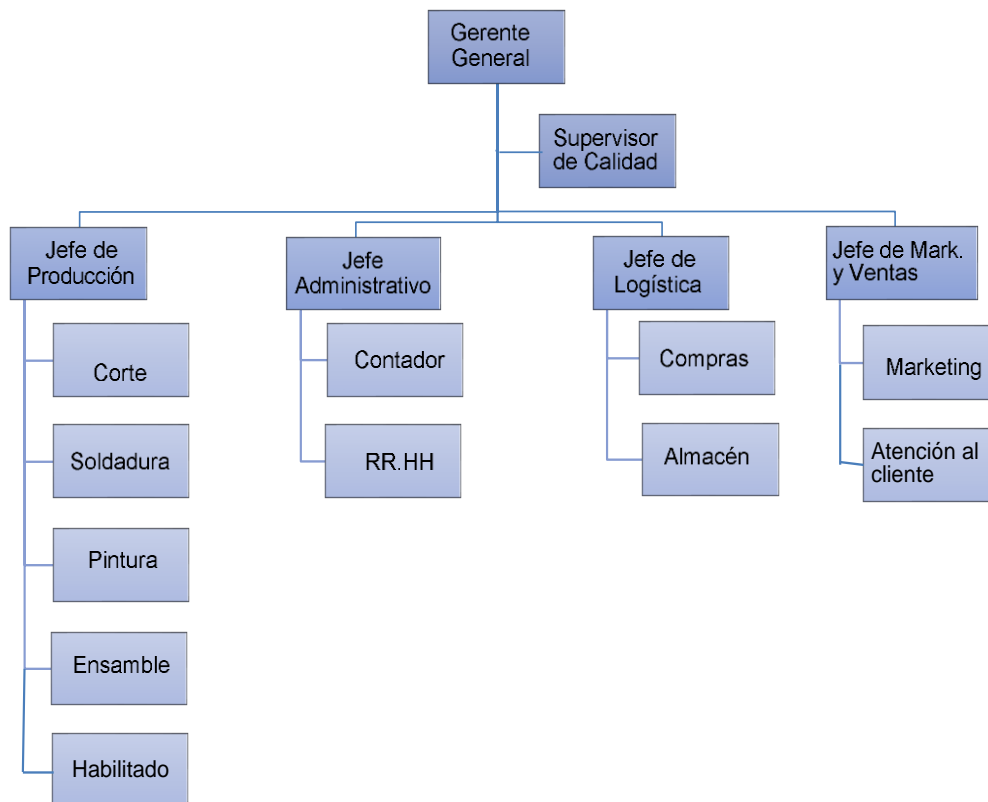 Gerente
General
Supervisor
de Calidad
Jefe de
Producción
Jefe
Administrativo
Jefe de
Logística
Jefe de Mark.
y Ventas
Corte
Soldadura
Pintura
Ensamble
Habilitado
Contador
RR.HH
Compras
Almacén
Marketing
Atención al
cliente